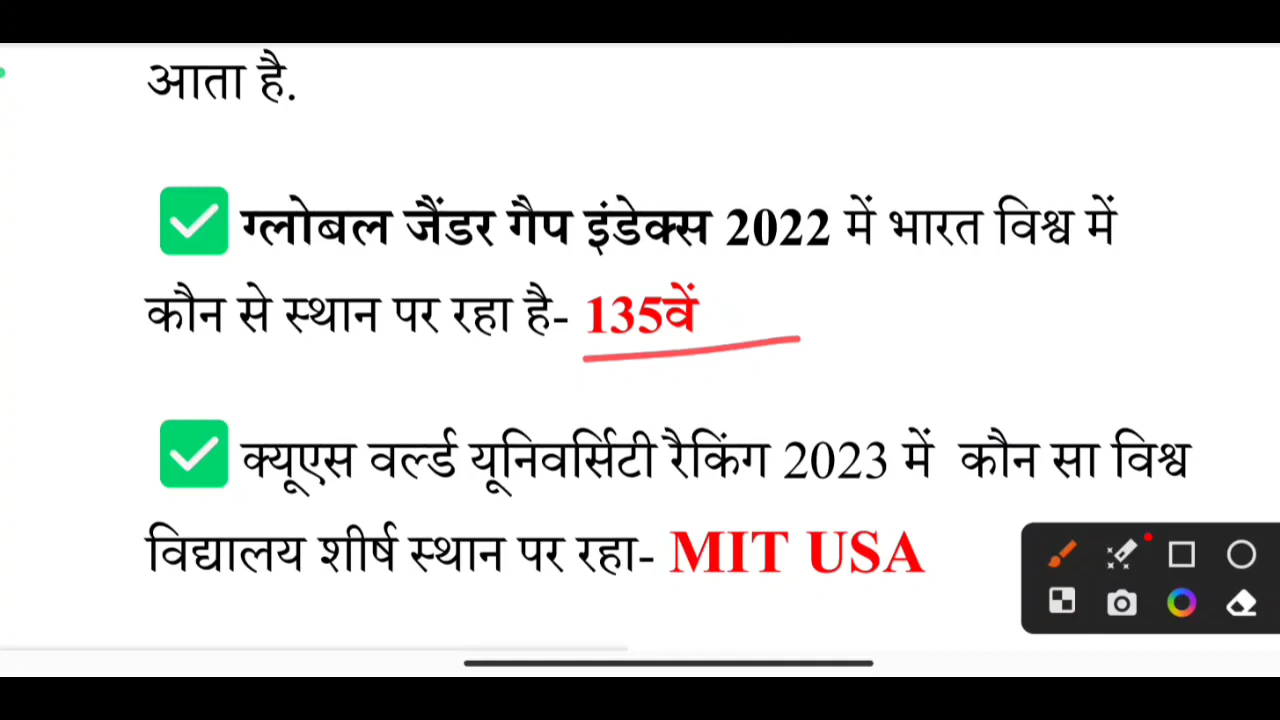 आता है.
ग्लोबल जैंडर गैप इंडेक्स 2022 में भारत विश्व में
कौन से स्थान पर रहा है- 135वें
क्यूएस वर्ल्ड यूनिवर्सिटी रैकिंग 2023 में कौन सा विश्व
विद्यालय शीर्ष स्थान पर रहा- MIT USA